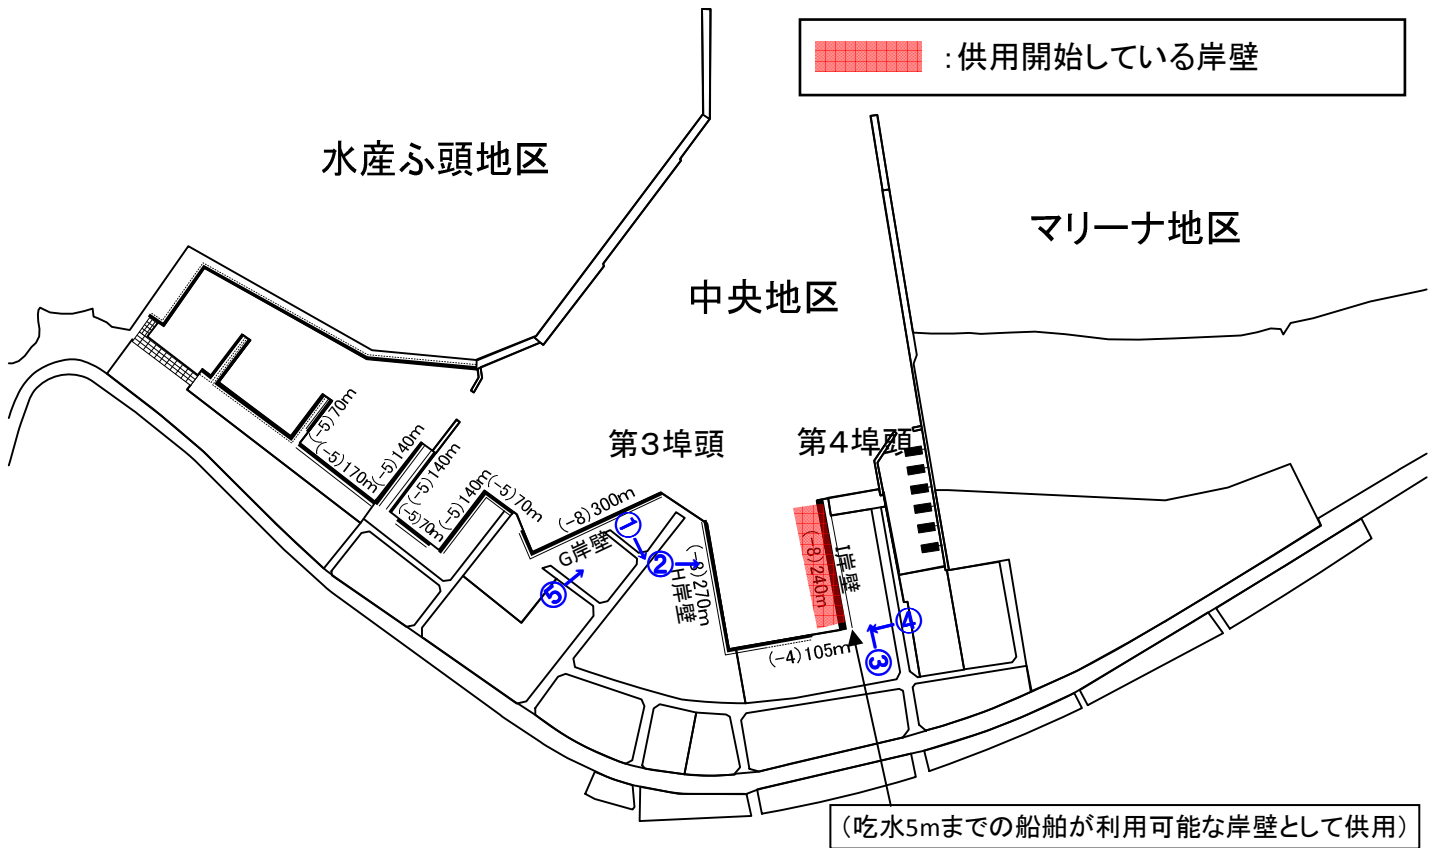 ：供用開始している岸壁
水産ふ頭地区
マリーナ地区
中央地区
第3埠頭
第4埠頭
(-5)70m
(-5)170m
(-5)140m
(-5)140m
(-5)70m
(-5)140m
(-5)70m
(-8)300m
G岸壁
①
②
⑤
(-8)270m
H岸壁
(-8)240m
I岸壁
(-4)105m
④
③
(吃水5mまでの船舶が利用可能な岸壁として供用)